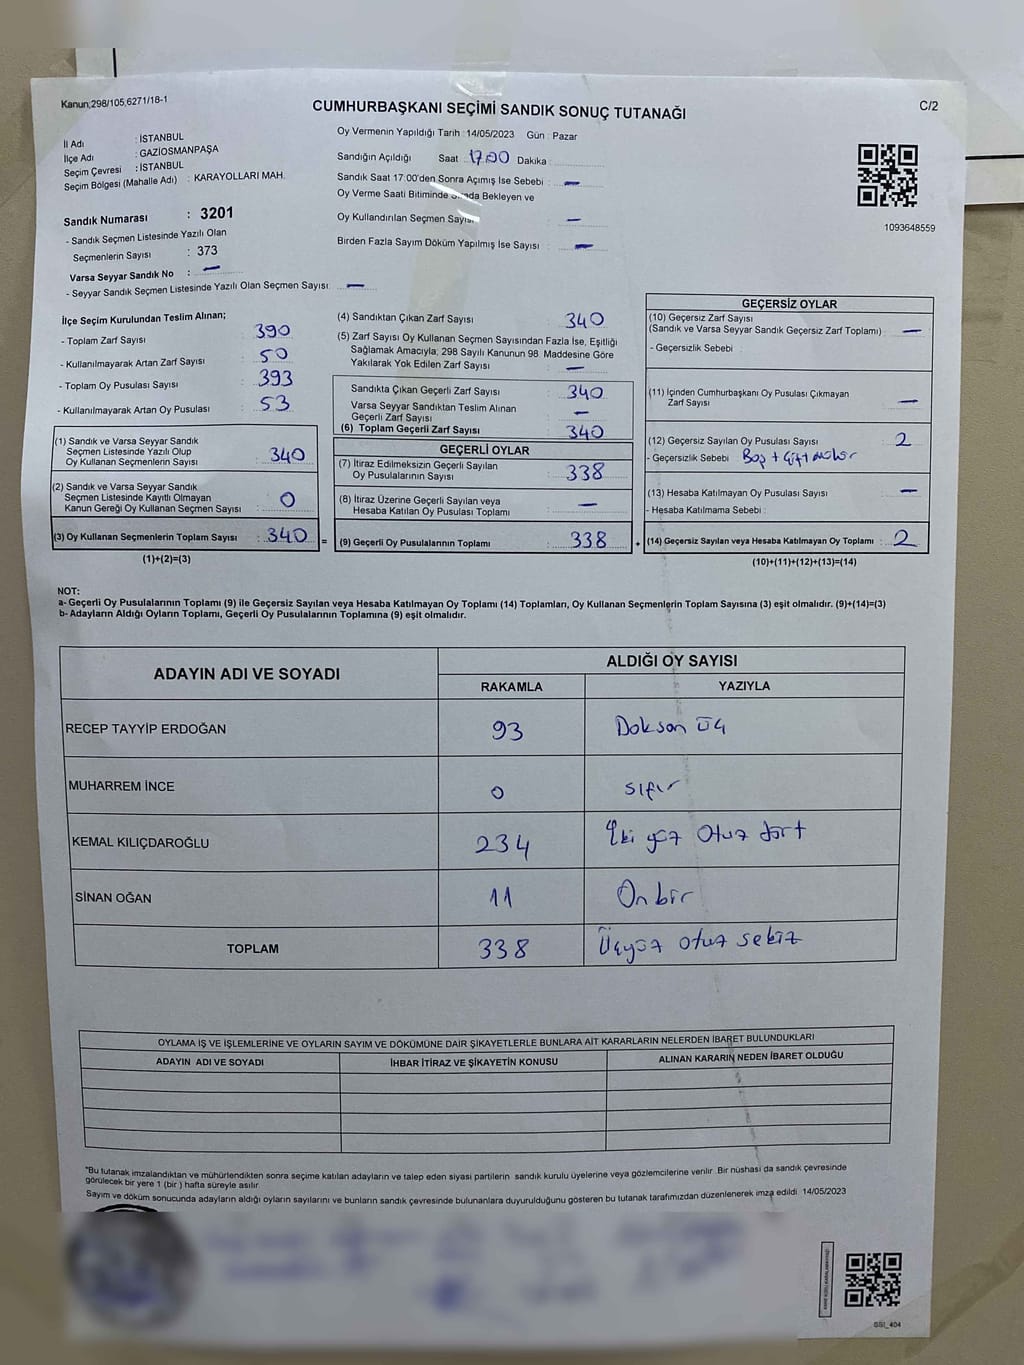 Kanun;298/105,6271/18-1
C/2
CUMHURBAŞKANI SEÇİMİ SANDIK SONUÇ TUTANAĞI
İl Adı : İSTANBUL
İlçe Adı : GAZİOSMANPAŞA
Seçim Çevresi : İSTANBUL
Seçim Bölgesi (Mahalle Adı) : KARAYOLLARI MAH.
Sandık Numarası : 3201
- Sandık Seçmen Listesinde Yazılı Olan
Seçmenlerin Sayısı : 373
Varsa Seyyar Sandık No : —
- Seyyar Sandık Seçmen Listesinde Yazılı Olan Seçmen Sayısı: —
Oy Vermenin Yapıldığı Tarih : 14/05/2023 Gün : Pazar
Sandığın Açıldığı Saat : 17.00 Dakika :
Sandık Saat 17:00'den Sonra Açımış İse Sebebi : —
Oy Verme Saati Bitiminde Bekleyen ve
Oy Kullandırılan Seçmen Sayısı —
Birden Fazla Sayım Döküm Yapılmış İse Sayısı : —
1093648559
İlçe Seçim Kurulundan Teslim Alınan;
- Toplam Zarf Sayısı : 390
- Kullanılmayarak Artan Zarf Sayısı : 50
- Toplam Oy Pusulası Sayısı : 393
- Kullanılmayarak Artan Oy Pusulası : 53
(1) Sandık ve Varsa Seyyar Sandık
Seçmen Listesinde Yazılı Olup
Oy Kullanan Seçmenlerin Sayısı : 340
(2) Sandık ve Varsa Seyyar Sandık
Seçmen Listesinde Kayıtlı Olmayan
Kanun Gereği Oy Kullanan Seçmen Sayısı : 0
(3) Oy Kullanan Seçmenlerin Toplam Sayısı : 340 =
(1)+(2)=(3)
(4) Sandıktan Çıkan Zarf Sayısı : 340
(5) Zarf Sayısı Oy Kullanan Seçmen Sayısından Fazla İse, Eşitliği
Sağlamak Amacıyla, 298 Sayılı Kanunun 98. Maddesine Göre
Yakılarak Yok Edilen Zarf Sayısı : —
Sandıkta Çıkan Geçerli Zarf Sayısı : 340
Varsa Seyyar Sandıktan Teslim Alınan
Geçerli Zarf Sayısı : —
(6) Toplam Geçerli Zarf Sayısı : 340
GEÇERLİ OYLAR
(7) İtiraz Edilmeksizin Geçerli Sayılan
Oy Pusulalarının Sayısı : 338
(8) İtiraz Üzerine Geçerli Sayılan veya
Hesaba Katılan Oy Pusulası Toplamı : —
(9) Geçerli Oy Pusulalarının Toplamı : 338 +
GEÇERSİZ OYLAR
(10) Geçersiz Zarf Sayısı
(Sandık ve Varsa Seyyar Sandık Geçersiz Zarf Toplamı) : —
- Geçersizlik Sebebi :
(11) İçinden Cumhurbaşkanı Oy Pusulası Çıkmayan
Zarf Sayısı : —
(12) Geçersiz Sayılan Oy Pusulası Sayısı : 2
- Geçersizlik Sebebi : Boş +
(13) Hesaba Katılmayan Oy Pusulası Sayısı : —
- Hesaba Katılmama Sebebi :
(14) Geçersiz Sayılan veya Hesaba Katılmayan Oy Toplamı : 2
(10)+(11)+(12)+(13)=(14)
NOT:
a- Geçerli Oy Pusulalarının Toplamı (9) ile Geçersiz Sayılan veya Hesaba Katılmayan Oy Toplamı (14) Toplamları, Oy Kullanan Seçmenlerin Toplam Sayısına (3) eşit olmalıdır. (9)+(14)=(3)
b- Adayların Aldığı Oyların Toplamı, Geçerli Oy Pusulalarının Toplamına (9) eşit olmalıdır.
ADAYIN ADI VE SOYADI
ALDIĞI OY SAYISI
RAKAMLA YAZIYLA
RECEP TAYYİP ERDOĞAN 93 Doksan üç
MUHARREM İNCE 0 sıfır
KEMAL KILIÇDAROĞLU 234 İki yüz otuz dört
SİNAN OĞAN 11 On bir
TOPLAM 338 Üçyüz otuz sekiz
OYLAMA İŞ VE İŞLEMLERİNE VE OYLARIN SAYIM VE DÖKÜMÜNE DAİR ŞİKAYETLERLE BUNLARA AİT KARARLARIN NELERDEN İBARET BULUNDUKLARI
ADAYIN ADI VE SOYADI İHBAR İTİRAZ VE ŞİKAYETİN KONUSU ALINAN KARARIN NEDEN İBARET OLDUĞU
"Bu tutanak imzalandıktan ve mühürlendikten sonra seçime katılan adayların ve talep eden siyasi partilerin sandık kurulu üyelerine veya gözlemcilerine verilir. Bir nüshası da sandık çevresinde
görülecek bir yere 1 (bir) hafta süreyle asılır.
Sayım ve döküm sonucunda adayların aldığı oyların sayılarını ve bunların sandık çevresinde bulunanlara duyurulduğunu gösteren bu tutanak tarafımızdan düzenlenerek imza edildi. 14/05/2023
SSI_404